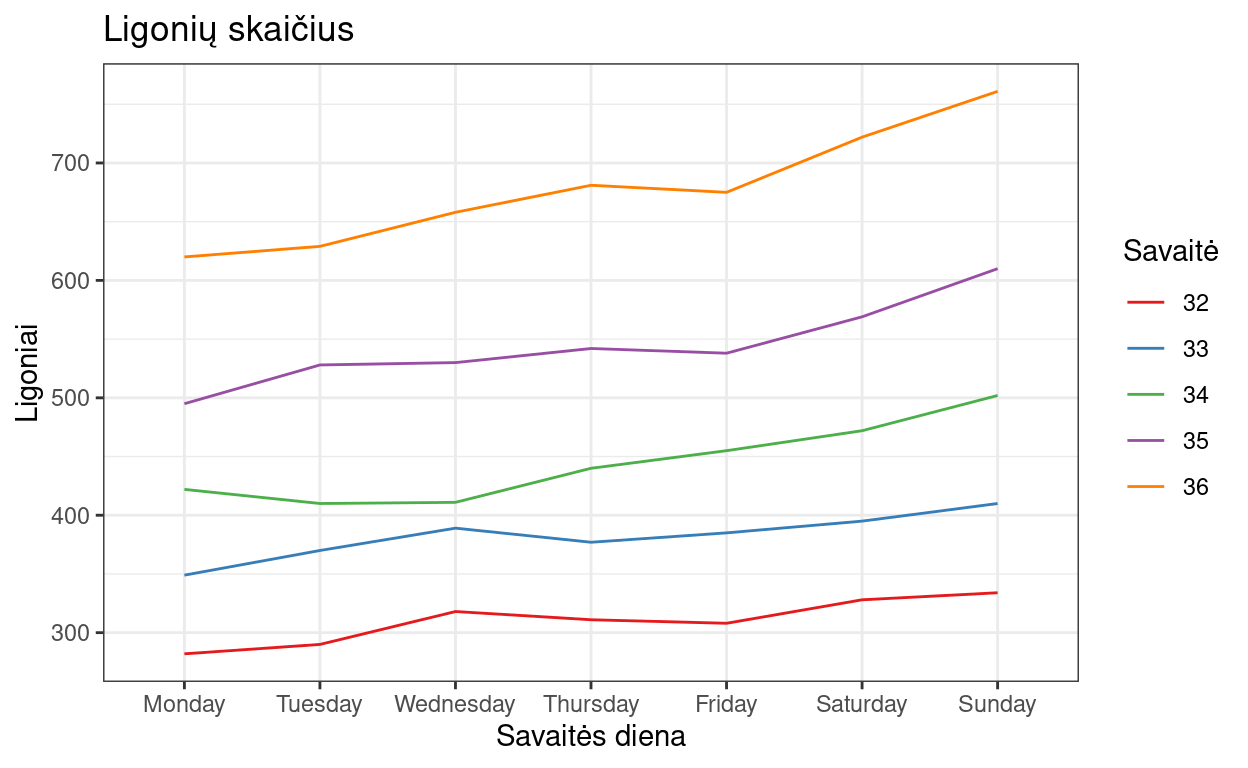 Ligonių skaičius
Ligoniai
700
600
500
400
300
Monday Tuesday Wednesday Thursday Friday Saturday Sunday
Savaitės diena
Savaitė
32
33
34
35
36